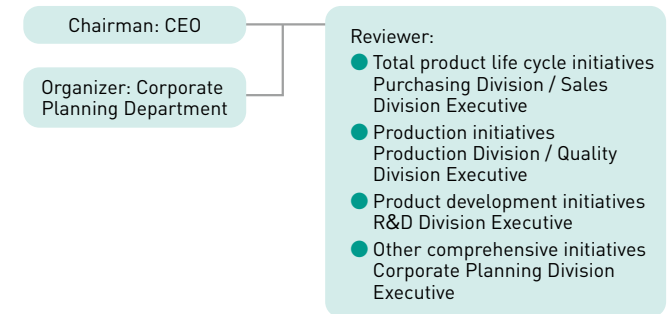 Chairman: CEO
Organizer: Corporate
Planning Department
Reviewer:
● Total product life cycle initiatives
Purchasing Division / Sales
Division Executive
● Production initiatives
Production Division / Quality
Division Executive
● Product development initiatives
R&D Division Executive
● Other comprehensive initiatives
Corporate Planning Division
Executive